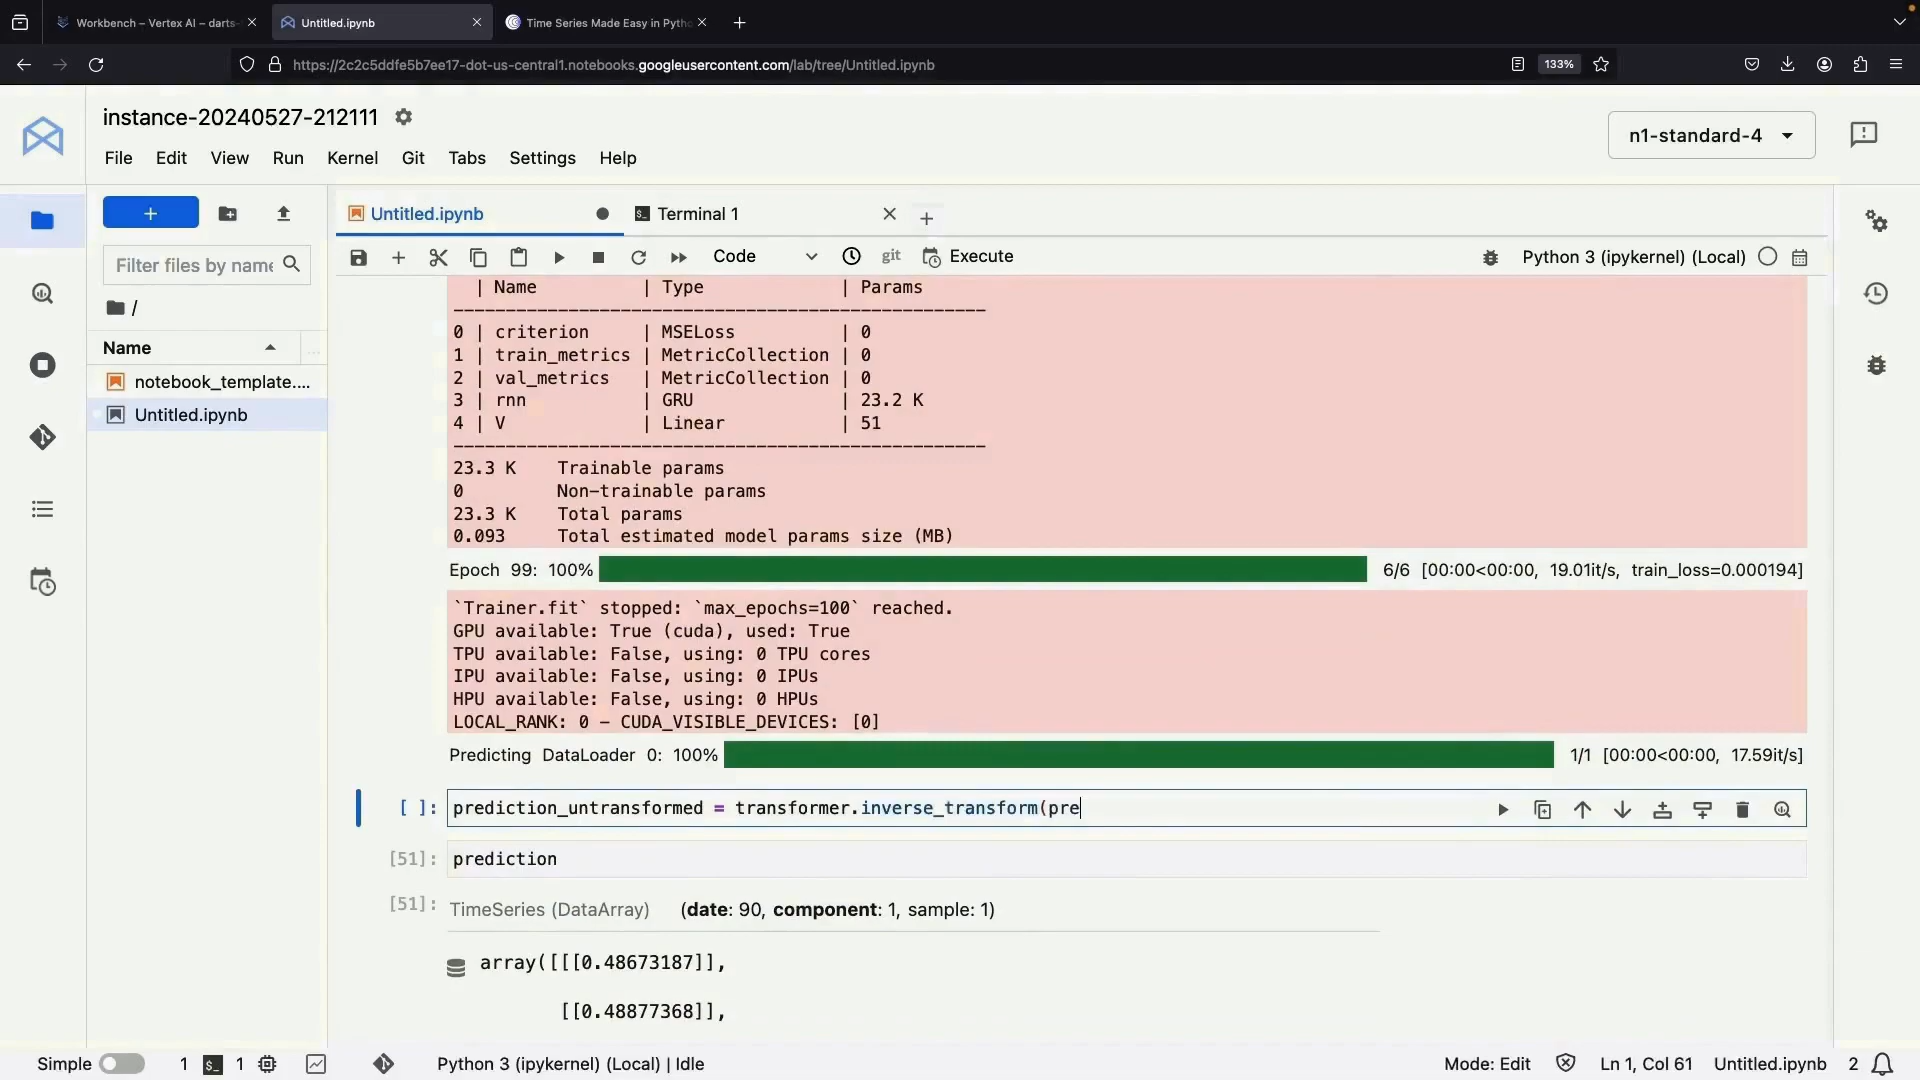 Workbench – Vertex AI – darts-
Untitled.ipynb
Time Series Made Easy in Pytho
https://2c2c5ddfe5b7ee17-dot-us-central1.notebooks.googleusercontent.com/lab/tree/Untitled.ipynb
133%
instance-20240527-212111
n1-standard-4
File Edit View Run Kernel Git Tabs Settings Help
Untitled.ipynb
Terminal 1
Filter files by name
Code
git
Execute
Python 3 (ipykernel) (Local)
/
Name
notebook_template....
Untitled.ipynb
| Name | Type | Params
------------------------------------------------
0 | criterion | MSELoss | 0
1 | train_metrics | MetricCollection | 0
2 | val_metrics | MetricCollection | 0
3 | rnn | GRU | 23.2 K
4 | V | Linear | 51
------------------------------------------------
23.3 K Trainable params
0 Non-trainable params
23.3 K Total params
0.093 Total estimated model params size (MB)
Epoch 99: 100% 6/6 [00:00<00:00, 19.01it/s, train_loss=0.000194]
`Trainer.fit` stopped: `max_epochs=100` reached.
GPU available: True (cuda), used: True
TPU available: False, using: 0 TPU cores
IPU available: False, using: 0 IPUs
HPU available: False, using: 0 HPUs
LOCAL_RANK: 0 - CUDA_VISIBLE_DEVICES: [0]
Predicting DataLoader 0: 100% 1/1 [00:00<00:00, 17.59it/s]
[ ]: prediction_untransformed = transformer.inverse_transform(pre
[51]: prediction
[51]: TimeSeries (DataArray) (date: 90, component: 1, sample: 1)
array([[[0.48673187]],
[[0.48877368]],
Simple 1 1 Python 3 (ipykernel) (Local) | Idle Mode: Edit Ln 1, Col 61 Untitled.ipynb 2